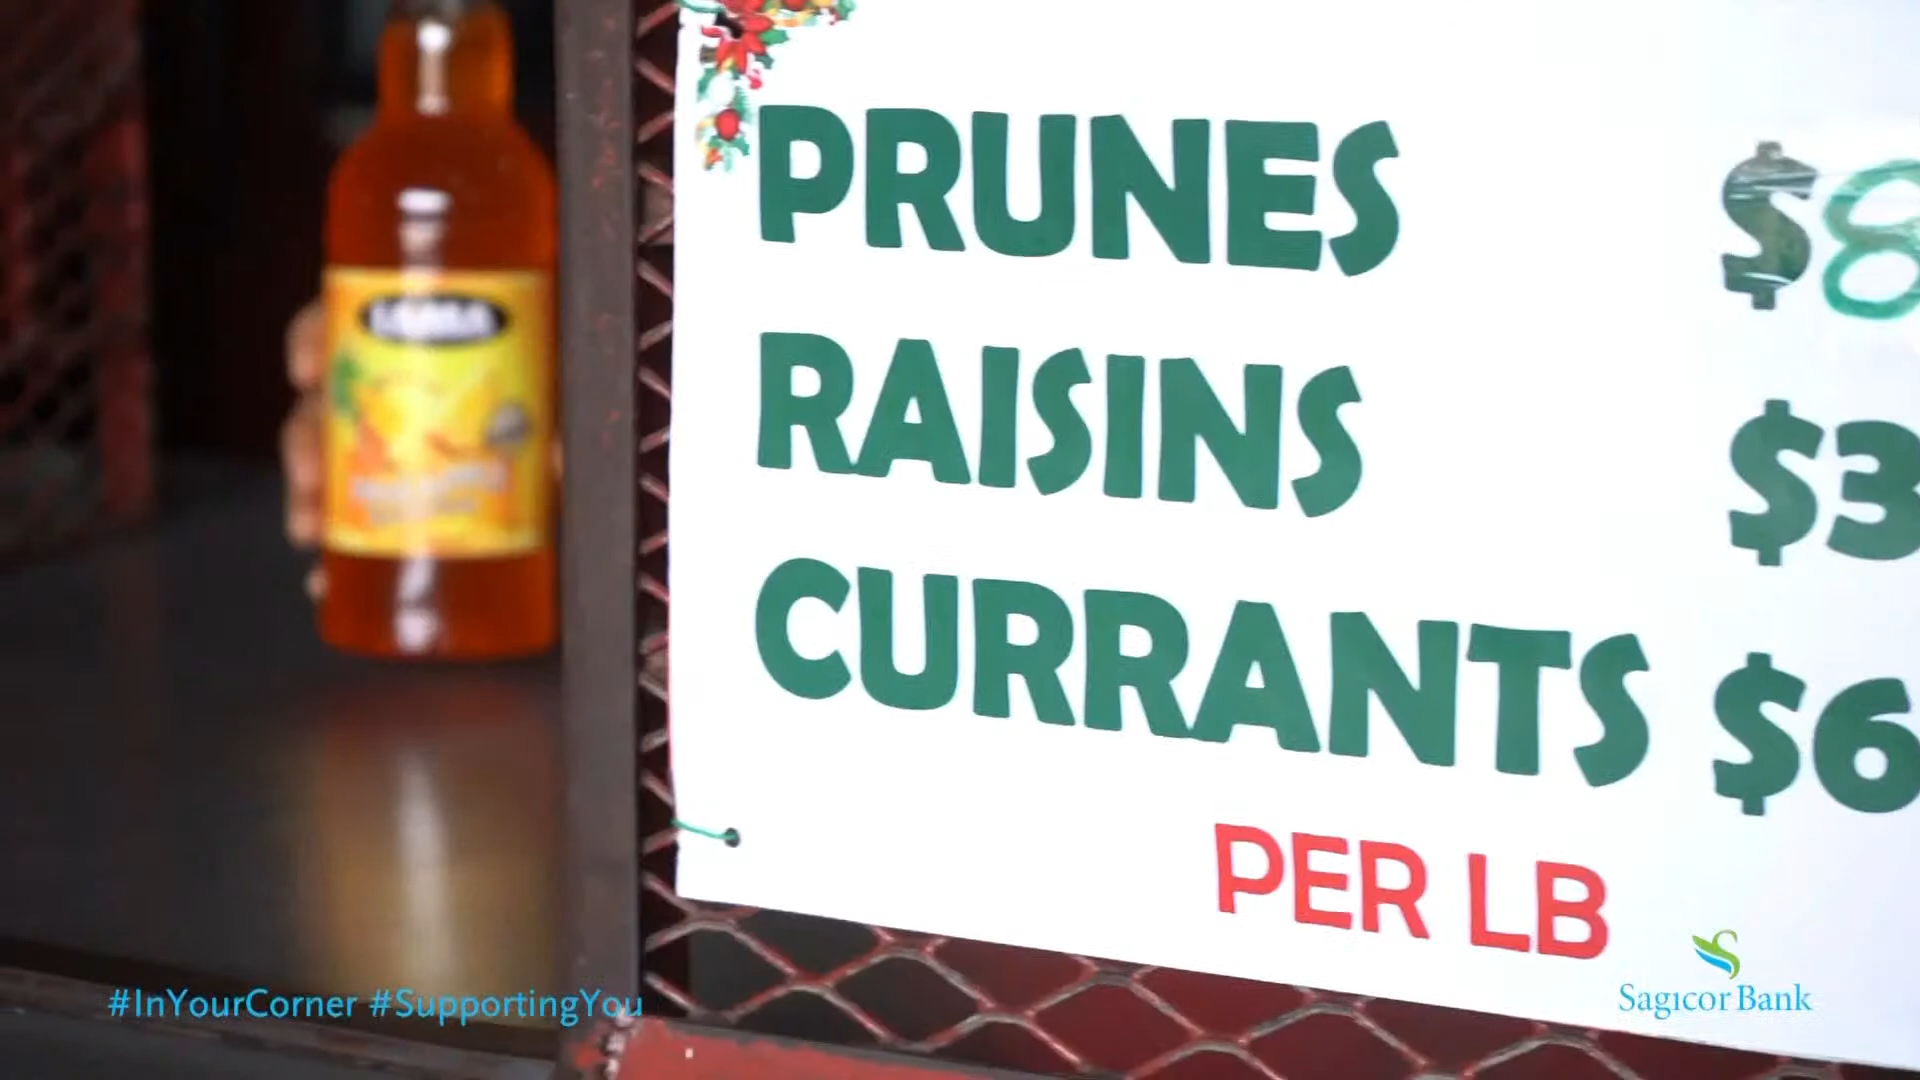 PRUNES $8
RAISINS $3
CURRANTS $6
PER LB
#InYourCorner #SupportingYou
Sagicor Bank